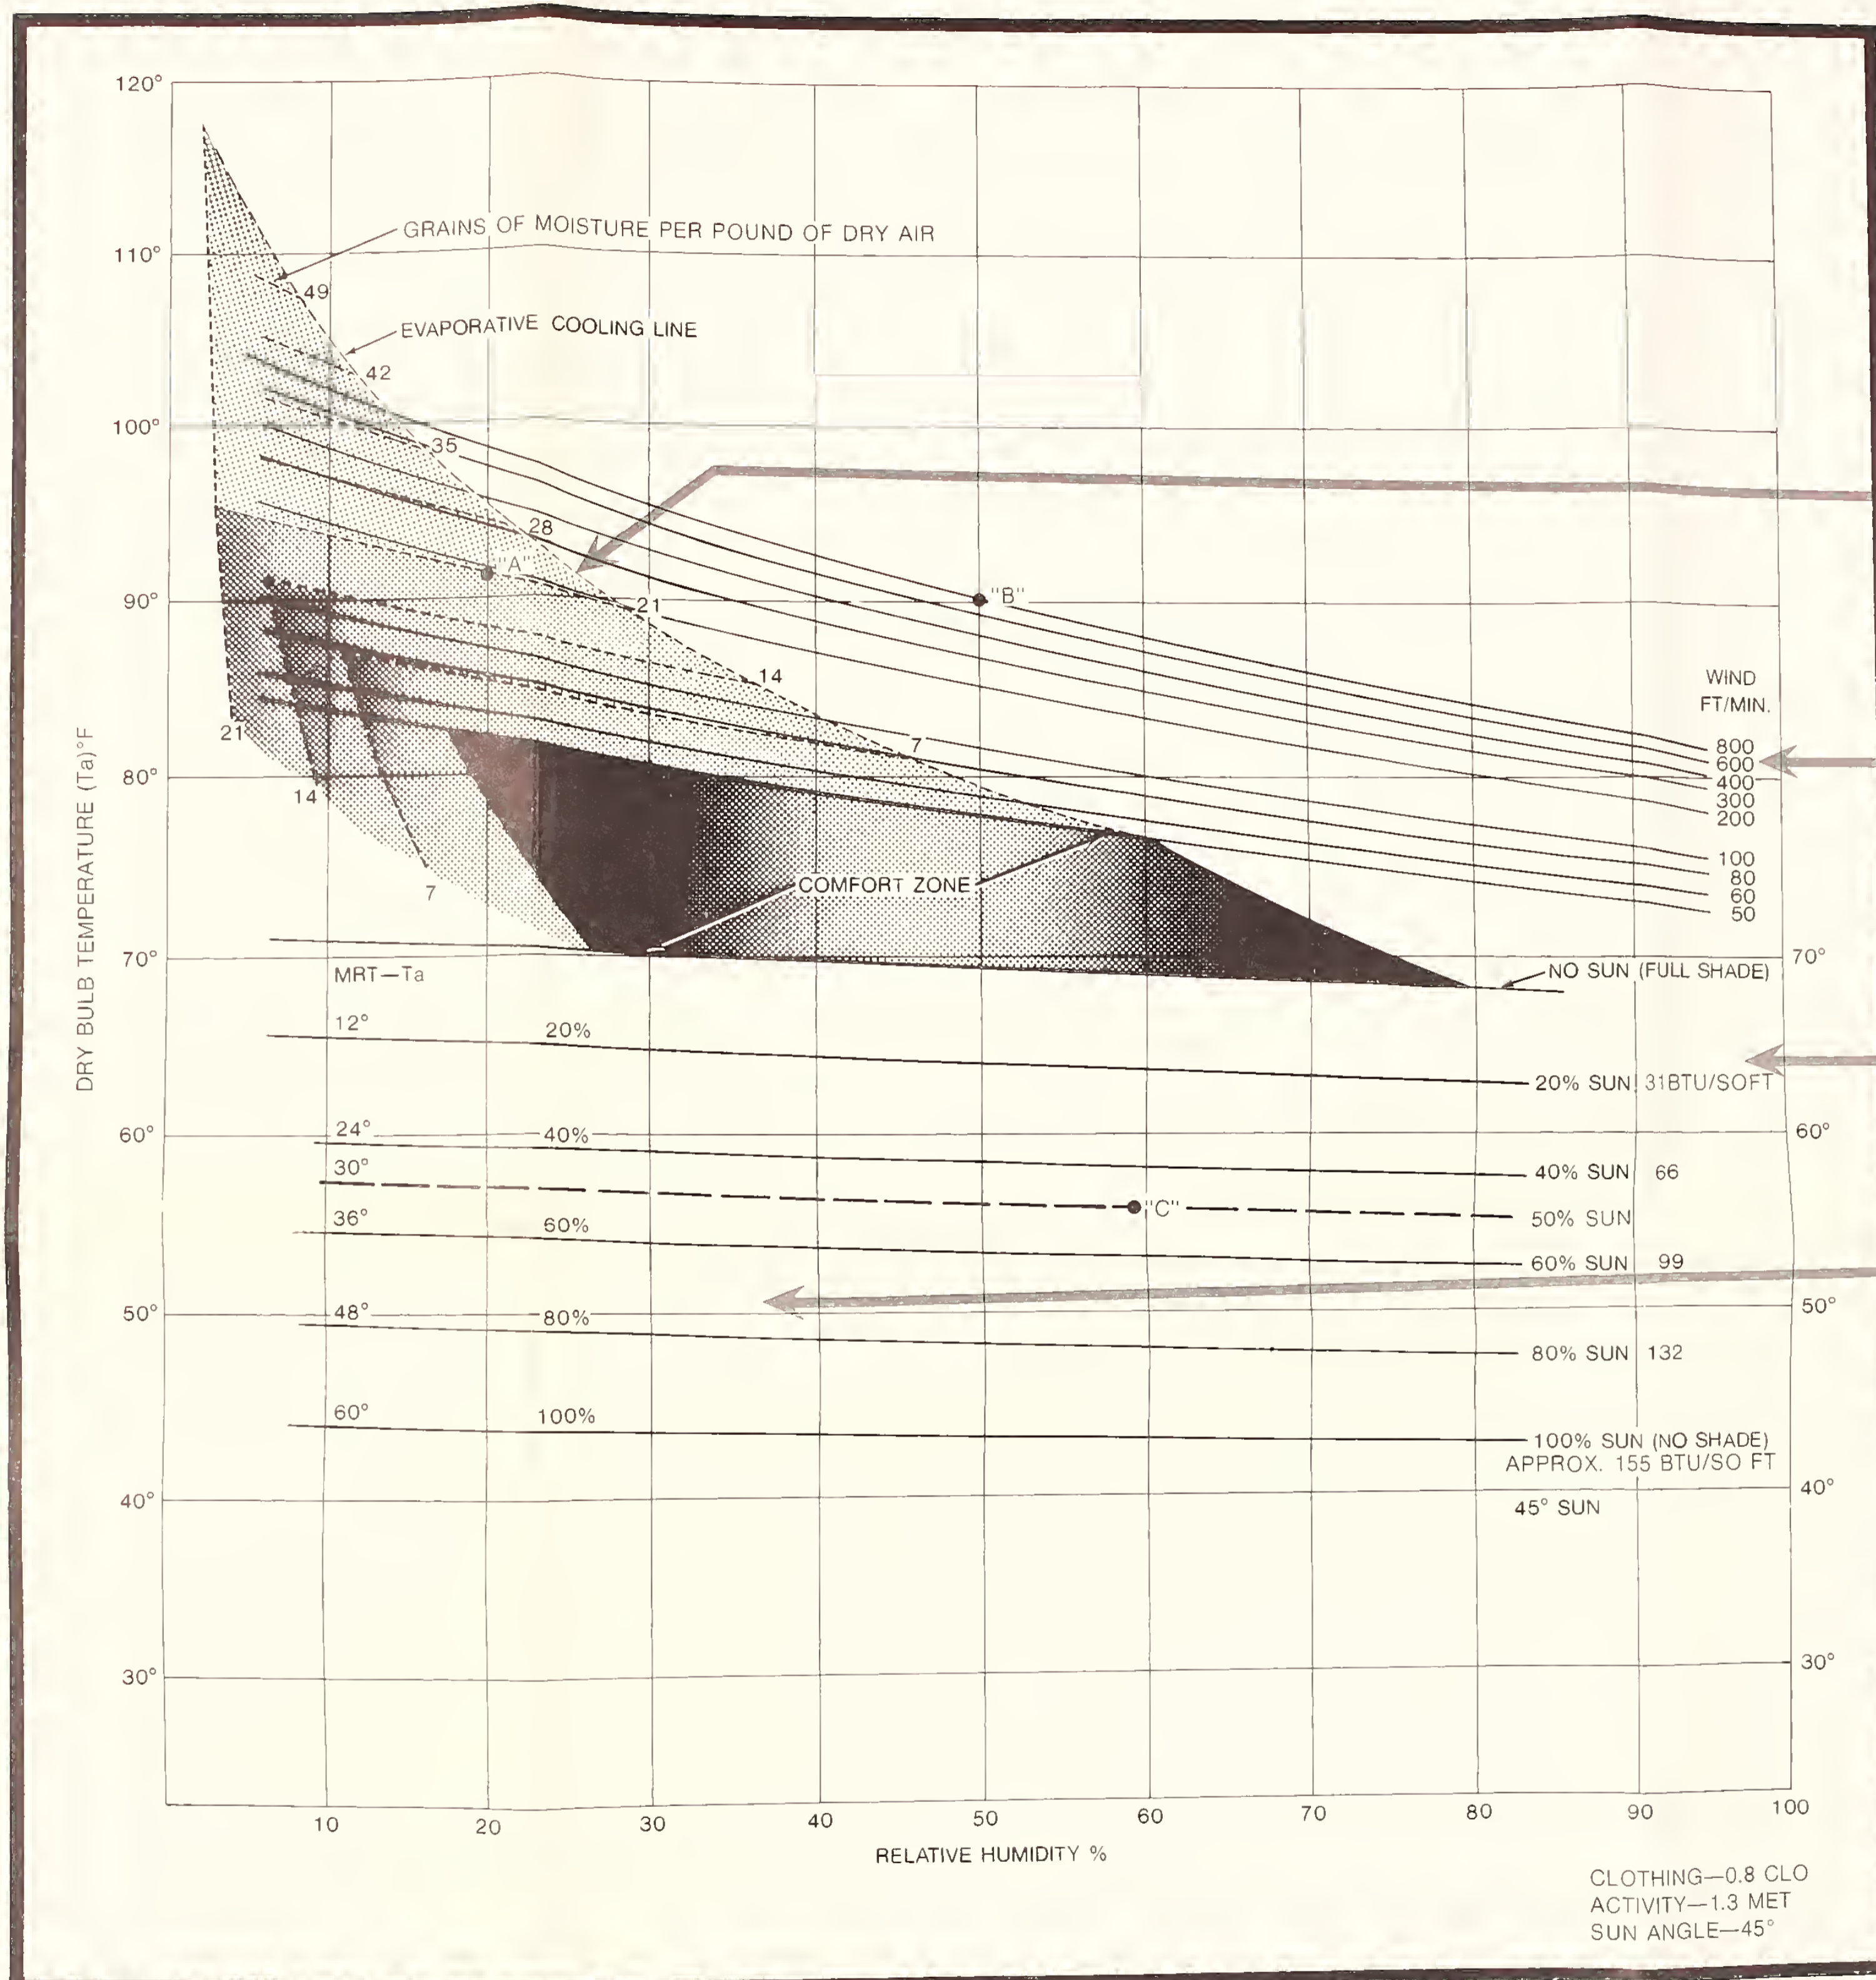 120°
GRAINS OF MOISTURE PER POUND OF DRY AIR
110°
49
EVAPORATIVE COOLING LINE
42
100°
35
28
"A"
90°
"B"
21
14
WIND
FT/MIN.
21
7
800
600
80°
400
14
300
200
100
80
7
COMFORT ZONE
60
50
DRY BULB TEMPERATURE (Ta)°F
70°
70°
MRT—Ta
NO SUN (FULL SHADE)
12° 20%
20% SUN 31BTU/SOFT
60°
60°
24° 40%
40% SUN 66
30°
"C"
50% SUN
36° 60%
60% SUN 99
50°
50°
48° 80%
80% SUN 132
60° 100%
100% SUN (NO SHADE)
APPROX. 155 BTU/SO FT
40°
40°
45° SUN
30°
30°
10 20 30 40 50 60 70 80 90 100
RELATIVE HUMIDITY %
CLOTHING—0.8 CLO
ACTIVITY—1.3 MET
SUN ANGLE—45°